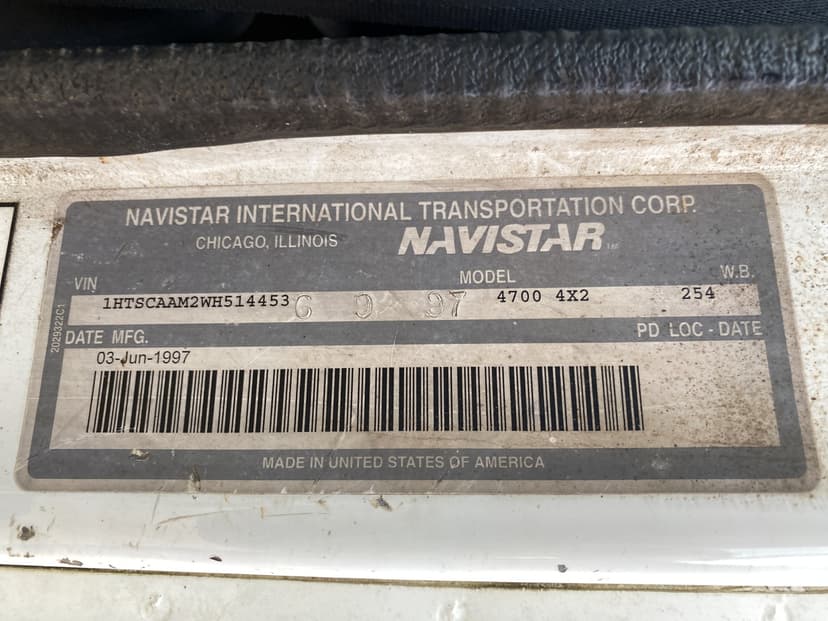 NAVISTAR INTERNATIONAL TRANSPORTATION CORP.
CHICAGO, ILLINOIS NAVISTAR
VIN MODEL W.B.
1HTSCAAM2WH514453 6 9 97 4700 4X2 254
DATE MFG. PD LOC - DATE
03-Jun-1997
MADE IN UNITED STATES OF AMERICA
2029322C1